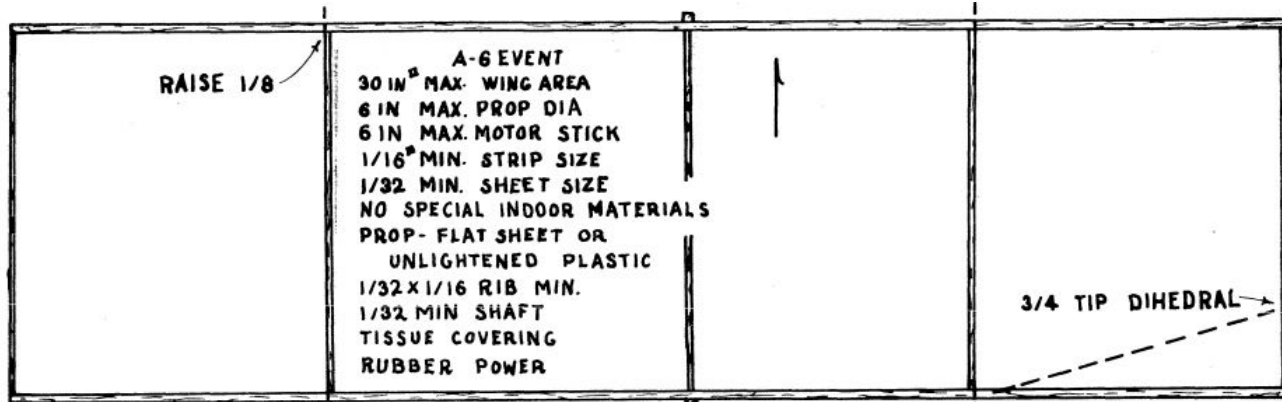 RAISE 1/8
A-6 EVENT
30 IN□ MAX. WING AREA
6 IN MAX. PROP DIA
6 IN MAX. MOTOR STICK
1/16□ MIN. STRIP SIZE
1/32 MIN. SHEET SIZE
NO SPECIAL INDOOR MATERIALS
PROP- FLAT SHEET OR
UNLIGHTENED PLASTIC
1/32 X 1/16 RIB MIN.
1/32 MIN SHAFT
TISSUE COVERING
RUBBER POWER
3/4 TIP DIHEDRAL